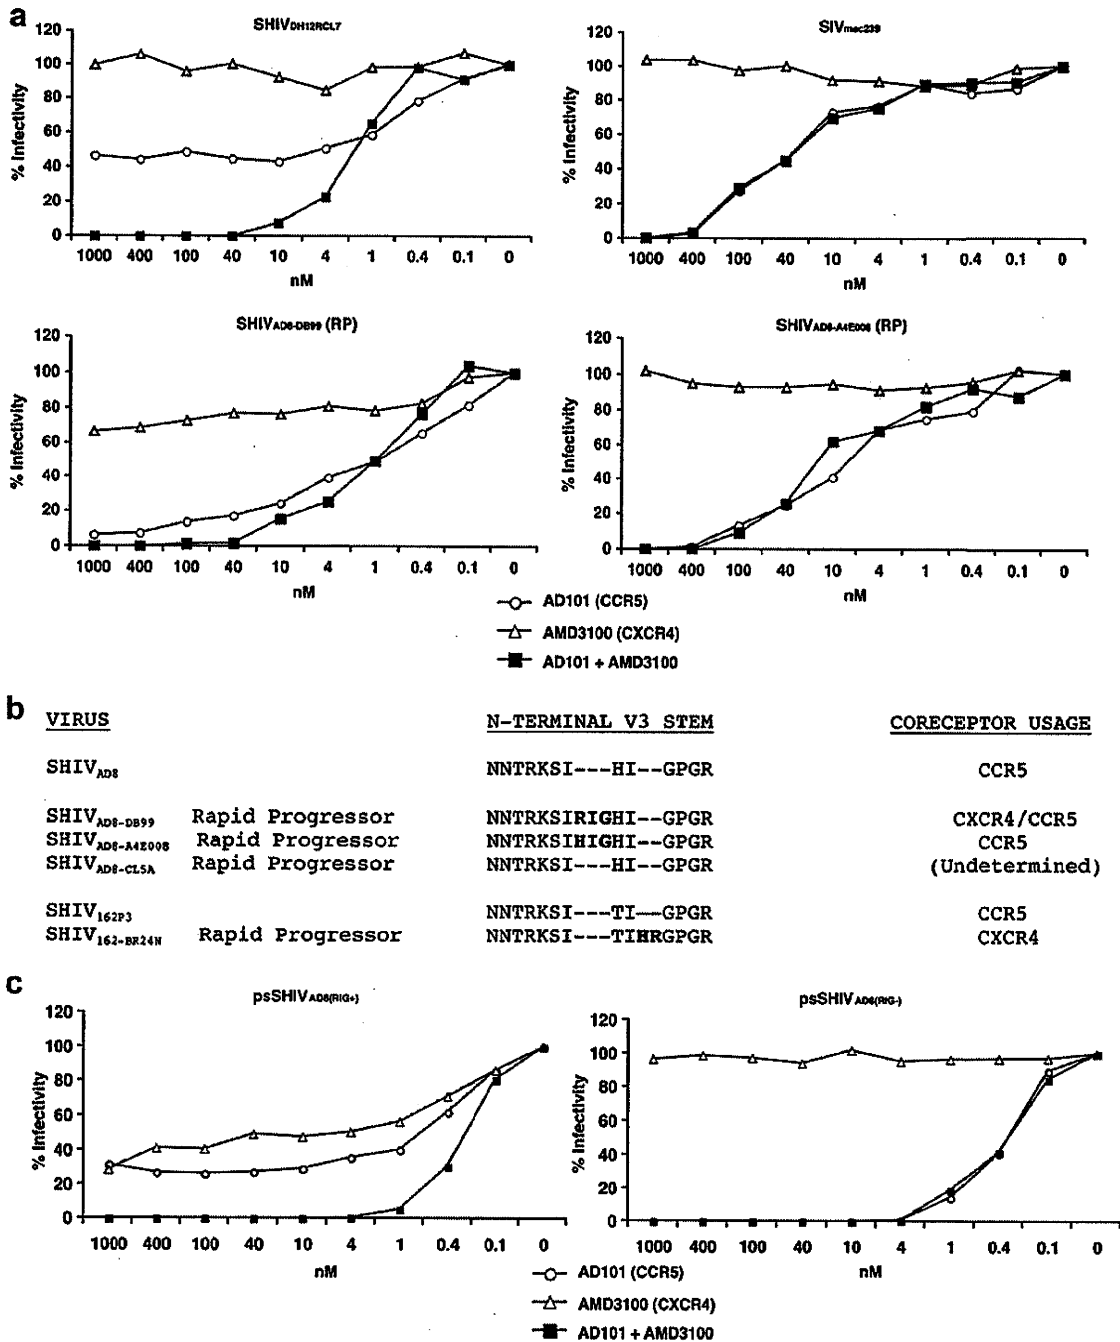 a
SHIVDH12RCL7
120
100
80
60
40
20
0
% Infectivity
1000 400 100 40 10 4 1 0.4 0.1 0
nM
SIVmac239
120
100
80
60
40
20
0
% Infectivity
1000 400 100 40 10 4 1 0.4 0.1 0
nM
SHIVAD8-DB99 (RP)
120
100
80
60
40
20
0
% Infectivity
1000 400 100 40 10 4 1 0.4 0.1 0
nM
SHIVAD8-A4E008 (RP)
120
100
80
60
40
20
0
% Infectivity
1000 400 100 40 10 4 1 0.4 0.1 0
nM
AD101 (CCR5)
AMD3100 (CXCR4)
AD101 + AMD3100
b
VIRUS N-TERMINAL V3 STEM CORECEPTOR USAGE
SHIVAD8 NNTRKSI---HI--GPGR CCR5
SHIVAD8-DB99 Rapid Progressor NNTRKSIRIGHI--GPGR CXCR4/CCR5
SHIVAD8-A4E008 Rapid Progressor NNTRKSIHIGHI--GPGR CCR5
SHIVAD8-CL5A Rapid Progressor NNTRKSI---HI--GPGR (Undetermined)
SHIV162P3 NNTRKSI---TI--GPGR CCR5
SHIV162-BR24N Rapid Progressor NNTRKSI---TIHRGPGR CXCR4
c
psSHIVAD8(RIG+)
120
100
80
60
40
20
0
% Infectivity
1000 400 100 40 10 4 1 0.4 0.1 0
nM
psSHIVAD8(RIG-)
120
100
80
60
40
20
0
% Infectivity
1000 400 100 40 10 4 1 0.4 0.1 0
nM
AD101 (CCR5)
AMD3100 (CXCR4)
AD101 + AMD3100